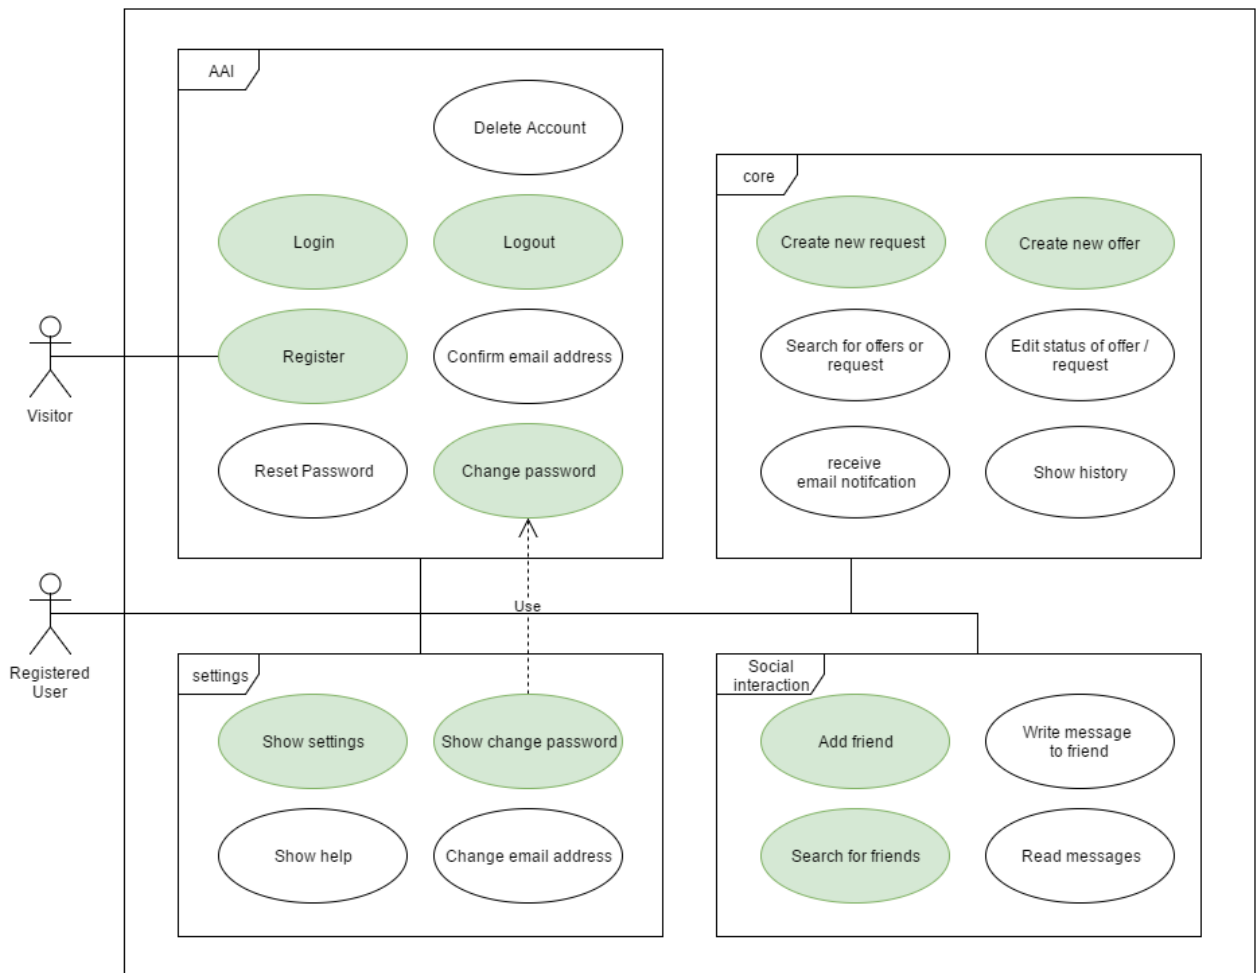 AAI
Delete Account
Login
Logout
Register
Confirm email address
Reset Password
Change password
Visitor
core
Create new request
Create new offer
Search for offers or
request
Edit status of offer /
request
receive
email notifcation
Show history
Use
Registered
User
settings
Show settings
Show change password
Show help
Change email address
Social
interaction
Add friend
Write message
to friend
Search for friends
Read messages